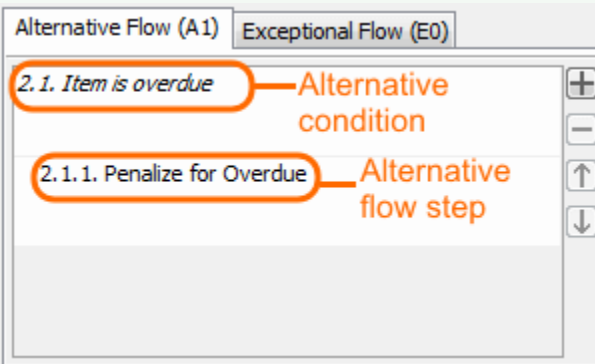 Alternative Flow (A1) Exceptional Flow (E0)
2.1. Item is overdue
Alternative
condition
2.1.1. Penalize for Overdue
Alternative
flow step